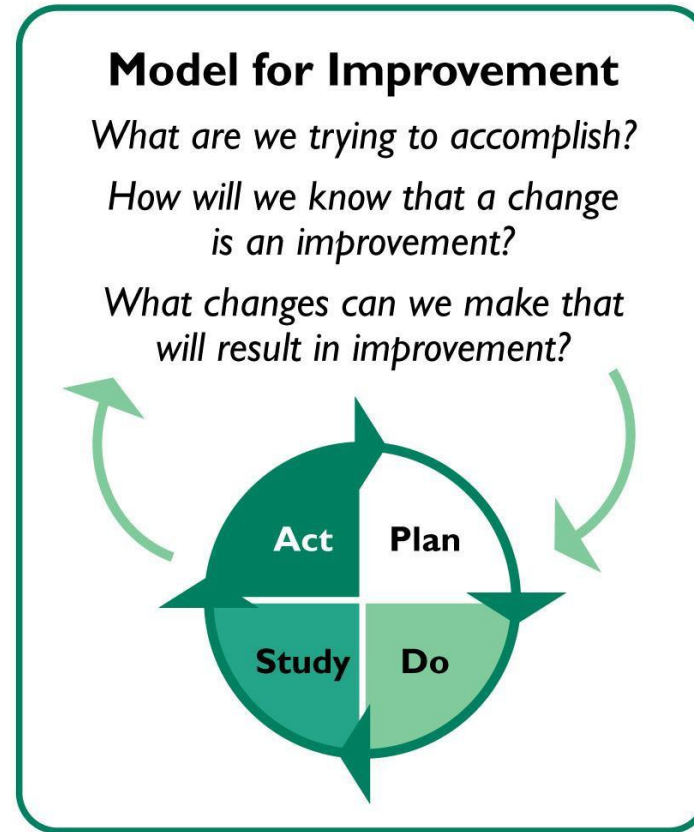 Model for Improvement
What are we trying to accomplish?
How will we know that a change
is an improvement?
What changes can we make that
will result in improvement?
Act
Plan
Study
Do